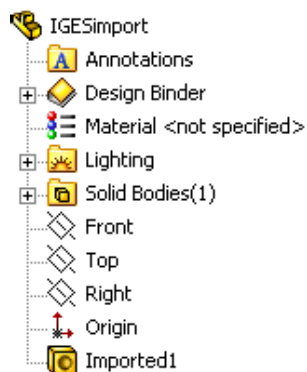 IGESimport
A Annotations
Design Binder
Material <not specified>
Lighting
Solid Bodies(1)
Front
Top
Right
Origin
Imported1